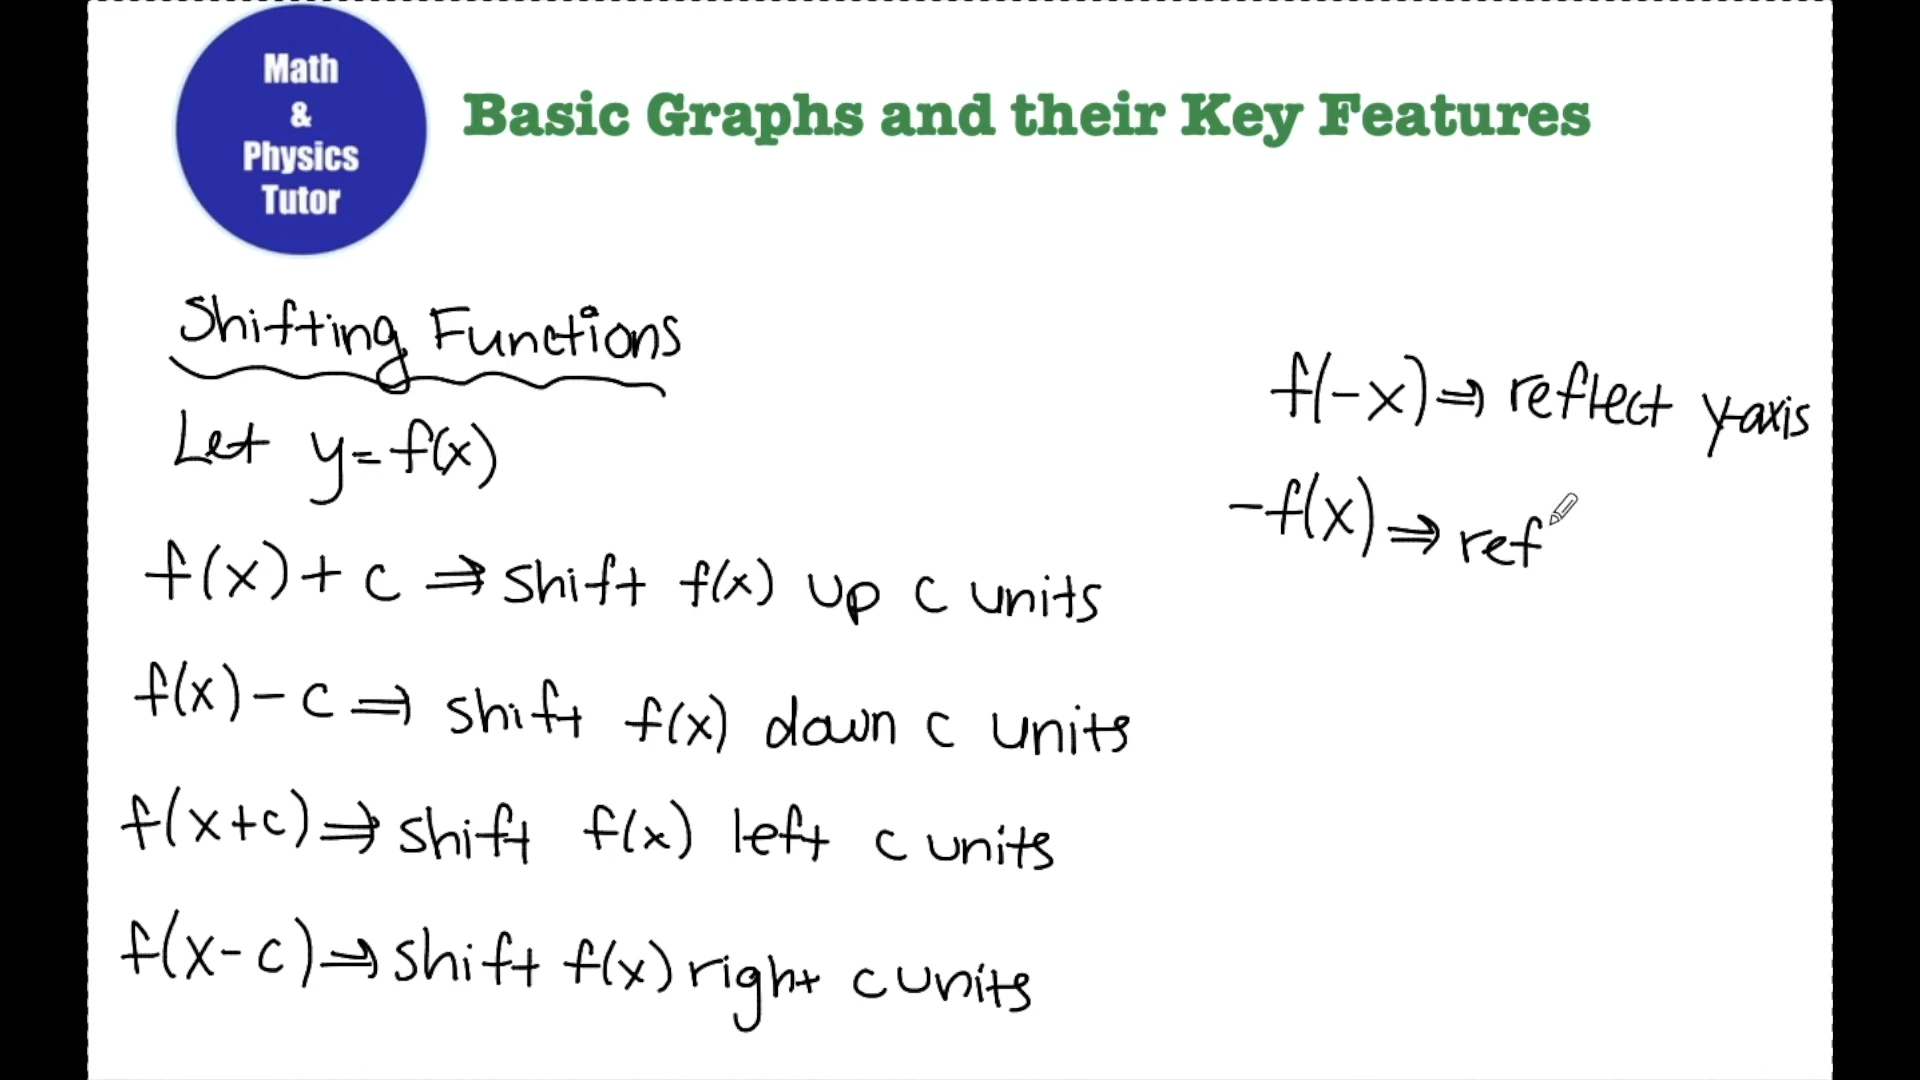 Math
&
Physics
Tutor
Basic Graphs and their Key Features
Shifting Functions
Let y=f(x)
f(x)+c ⇒ shift f(x) up c units
f(x)-c ⇒ shift f(x) down c units
f(x+c) ⇒ shift f(x) left c units
f(x-c) ⇒ shift f(x) right c units
f(-x) ⇒ reflect y-axis
-f(x) ⇒ ref